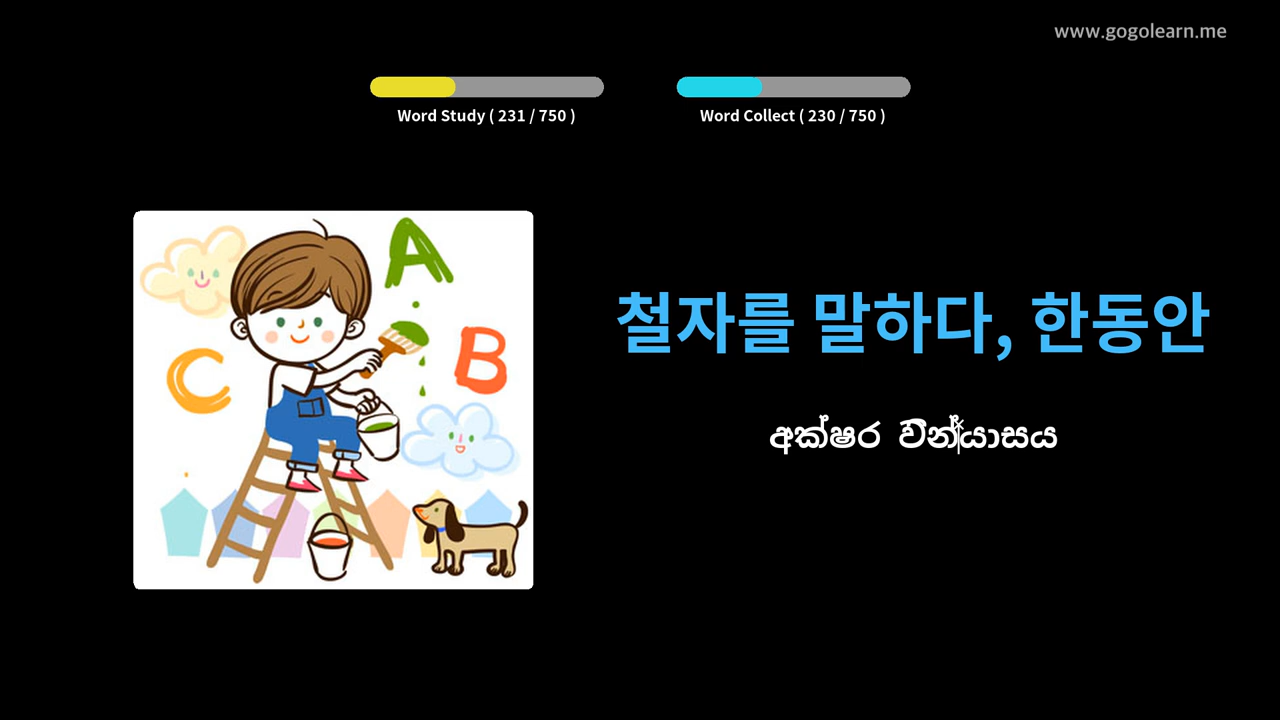 www.gogolearn.me
Word Study ( 231 / 750 )
Word Collect ( 230 / 750 )
A
B
C
철자를 말하다, 한동안
අක්ෂර වින්‍යාසය